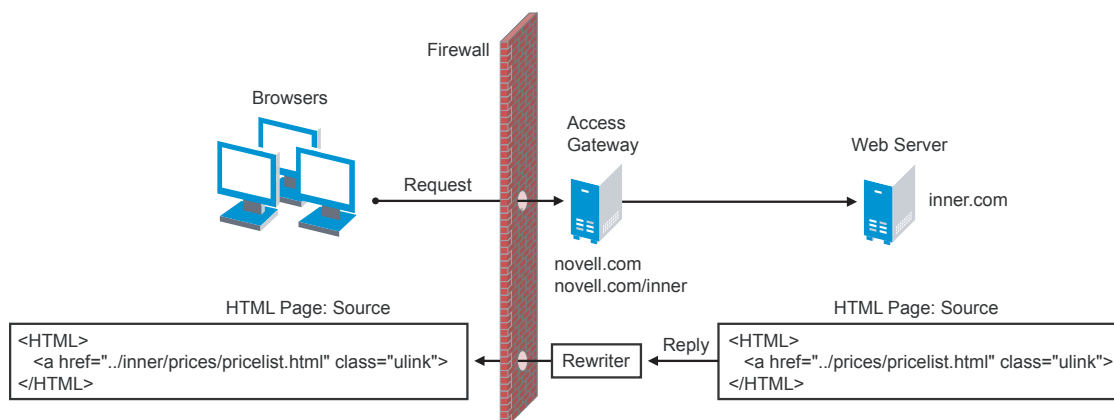 Firewall
Browsers
Access
Gateway
Web Server
Request
inner.com
novell.com
novell.com/inner
HTML Page: Source
HTML Page: Source
<HTML>
<a href="../inner/prices/pricelist.html" class="ulink">
</HTML>
Rewriter
Reply
<HTML>
<a href="../prices/pricelist.html" class="ulink">
</HTML>